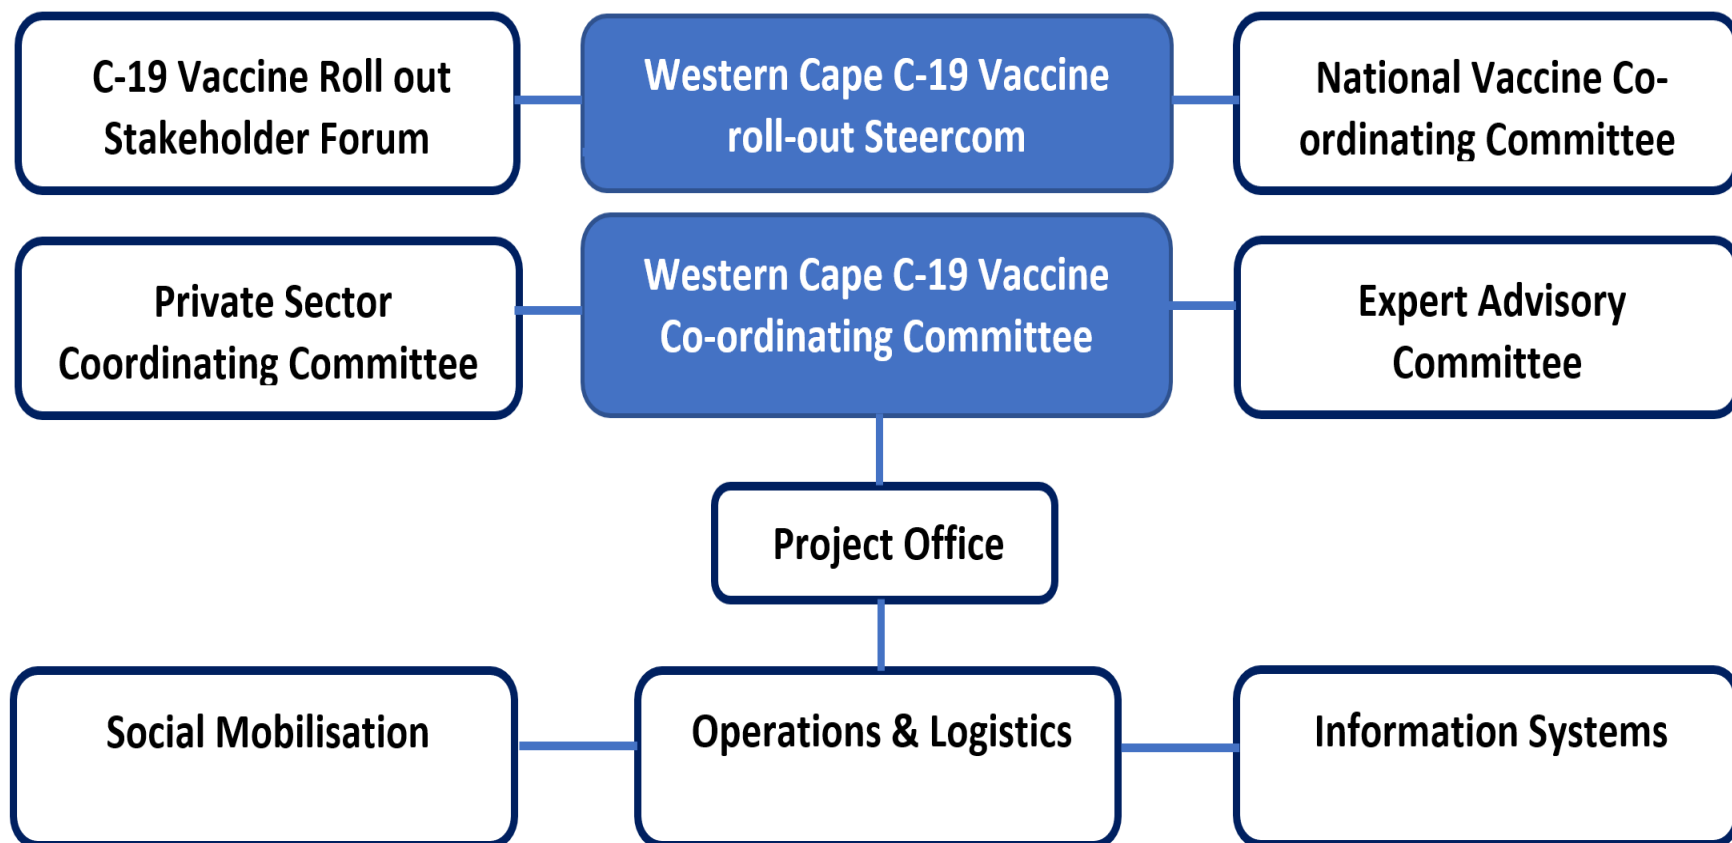 C-19 Vaccine Roll out
Stakeholder Forum
Western Cape C-19 Vaccine
roll-out Steercom
National Vaccine Co-
ordinating Committee
Private Sector
Coordinating Committee
Western Cape C-19 Vaccine
Co-ordinating Committee
Expert Advisory
Committee
Project Office
Social Mobilisation
Operations & Logistics
Information Systems